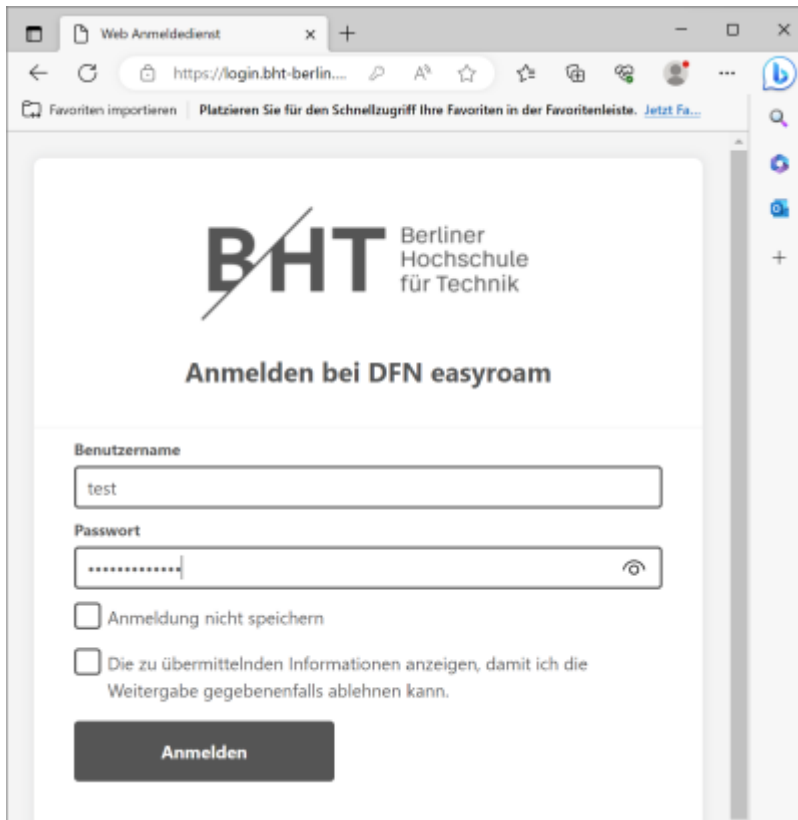 Web Anmeldedienst
https://login.bht-berlin....
Favoriten importieren Platzieren Sie für den Schnellzugriff Ihre Favoriten in der Favoritenleiste. Jetzt Fa...
BHT Berliner
Hochschule
für Technik
Anmelden bei DFN easyroam
Benutzername
test
Passwort
•••••••••••••
Anmeldung nicht speichern
Die zu übermittelnden Informationen anzeigen, damit ich die
Weitergabe gegebenenfalls ablehnen kann.
Anmelden